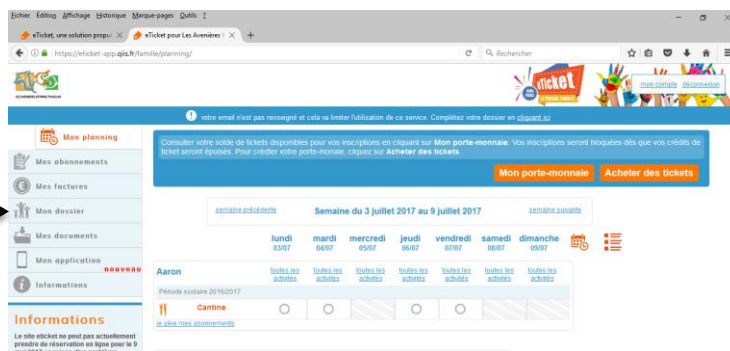 Fichier Édition Affichage Historique Marque-pages Outils ?
eTicket, une solution propul × eTicket pour Les Avenières × +
https://eticket-app.qiis.fr/famille/planning/ Rechercher
eTicket
mon compte déconnexion
votre email n'est pas renseigné et cela va limiter l'utilisation de ce service. Complétez votre dossier en cliquant ici
Mon planning
Mes abonnements
Mes factures
Mon dossier
Mes documents
Mon application
nouveau
Informations
Consulter votre solde de tickets disponibles pour vos inscriptions en cliquant sur Mon porte-monnaie. Vos inscriptions seront bloquées dès que vos crédits de
ticket seront épuisés. Pour créditer votre porte-monaie, cliquez sur Acheter des tickets.
Mon porte-monnaie Acheter des tickets
semaine précédente Semaine du 3 juillet 2017 au 9 juillet 2017 semaine suivante
lundi mardi mercredi jeudi vendredi samedi dimanche
03/07 04/07 05/07 06/07 07/07 08/07 09/07
Aaron toutes les toutes les toutes les toutes les toutes les toutes les toutes les
activités activités activités activités activités activités activités
Période scolaire 2016/2017
Cantine
je gère mes abonnements
Informations
Le site eticket ne peut pas actuellement
prendre de réservation en ligne pour le 9